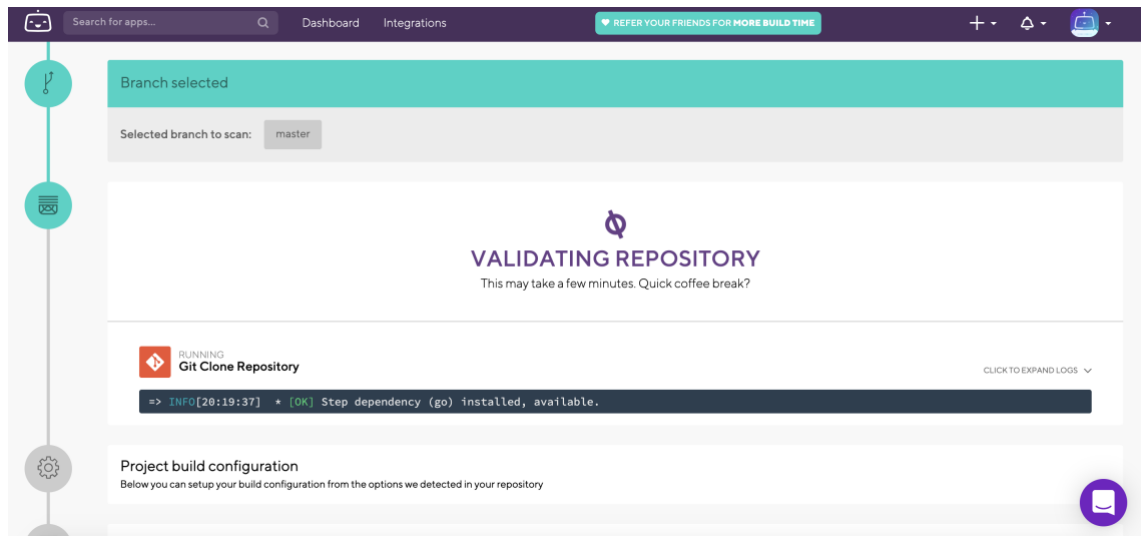 Search for apps...
Dashboard
Integrations
REFER YOUR FRIENDS FOR MORE BUILD TIME
Branch selected
Selected branch to scan: master
VALIDATING REPOSITORY
This may take a few minutes. Quick coffee break?
RUNNING
Git Clone Repository
CLICK TO EXPAND LOGS
=> INFO[20:19:37] * [OK] Step dependency (go) installed, available.
Project build configuration
Below you can setup your build configuration from the options we detected in your repository